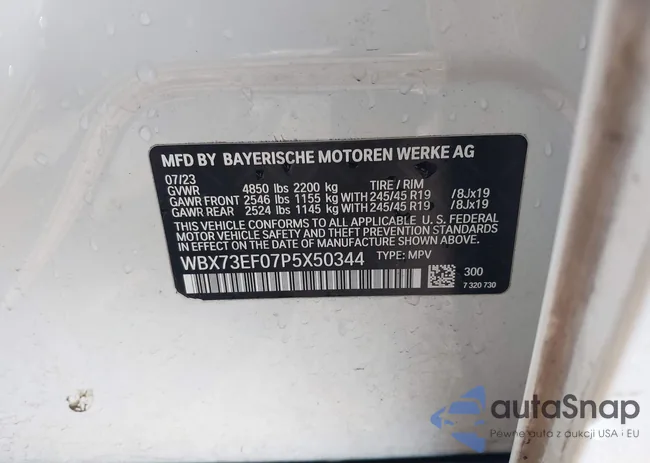 MFD BY BAYERISCHE MOTOREN WERKE AG
07/23
GVWR 4850 lbs 2200 kg TIRE / RIM
GAWR FRONT 2546 lbs 1155 kg WITH 245/45 R19 /8Jx19
GAWR REAR 2524 lbs 1145 kg WITH 245/45 R19 /8Jx19
THIS VEHICLE CONFORMS TO ALL APPLICABLE U. S. FEDERAL
MOTOR VEHICLE SAFETY AND THEFT PREVENTION STANDARDS
IN EFFECT ON THE DATE OF MANUFACTURE SHOWN ABOVE.
WBX73EF07P5X50344 TYPE: MPV
300
7 320 730
autaSnap
Pewne auta z aukcji USA i EU